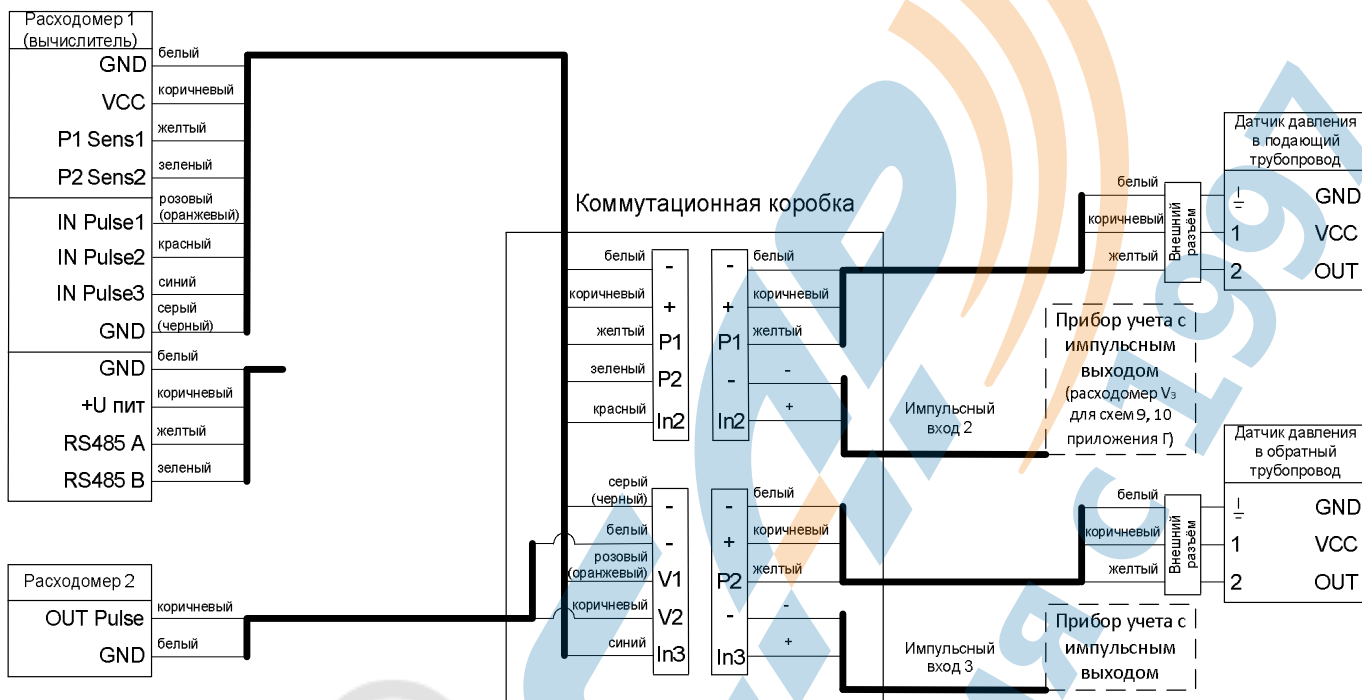 Расходомер 1
(вычислитель)
GND
белый
VCC
коричневый
P1 Sens1
желтый
P2 Sens2
зеленый
IN Pulse1
розовый
(оранжевый)
IN Pulse2
красный
IN Pulse3
синий
GND
серый
(черный)
GND
белый
+U пит
коричневый
RS485 A
желтый
RS485 B
зеленый
Расходомер 2
OUT Pulse
коричневый
GND
белый
Коммутационная коробка
белый
-
коричневый
+
желтый
P1
зеленый
P2
красный
In2
-
белый
+
коричневый
P1
желтый
-
-
In2
+
Импульсный
вход 2
серый
(черный)
-
белый
-
розовый
(оранжевый)
V1
коричневый
V2
синий
In3
-
белый
+
коричневый
P2
желтый
-
-
In3
+
Импульсный
вход 3
белый
коричневый
желтый
Внешний
разъём
Датчик давления
в подающий
трубопровод
GND
1
VCC
2
OUT
Прибор учета с
импульсным
выходом
(расходомер V₃
для схем 9, 10
приложения Г)
белый
коричневый
желтый
Внешний
разъём
Датчик давления
в обратный
трубопровод
GND
1
VCC
2
OUT
Прибор учета с
импульсным
выходом
с 1997